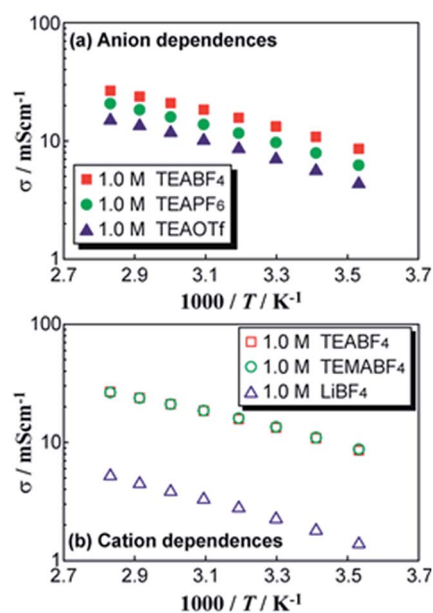 100
(a) Anion dependences
σ / mScm⁻¹
10
1.0 M TEABF₄
1.0 M TEAPF₆
1.0 M TEAOTf
1
2.7 2.9 3.1 3.3 3.5 3.7
1000 / T / K⁻¹
100
1.0 M TEABF₄
1.0 M TEMABF₄
1.0 M LiBF₄
σ / mScm⁻¹
10
(b) Cation dependences
1
2.7 2.9 3.1 3.3 3.5 3.7
1000 / T / K⁻¹